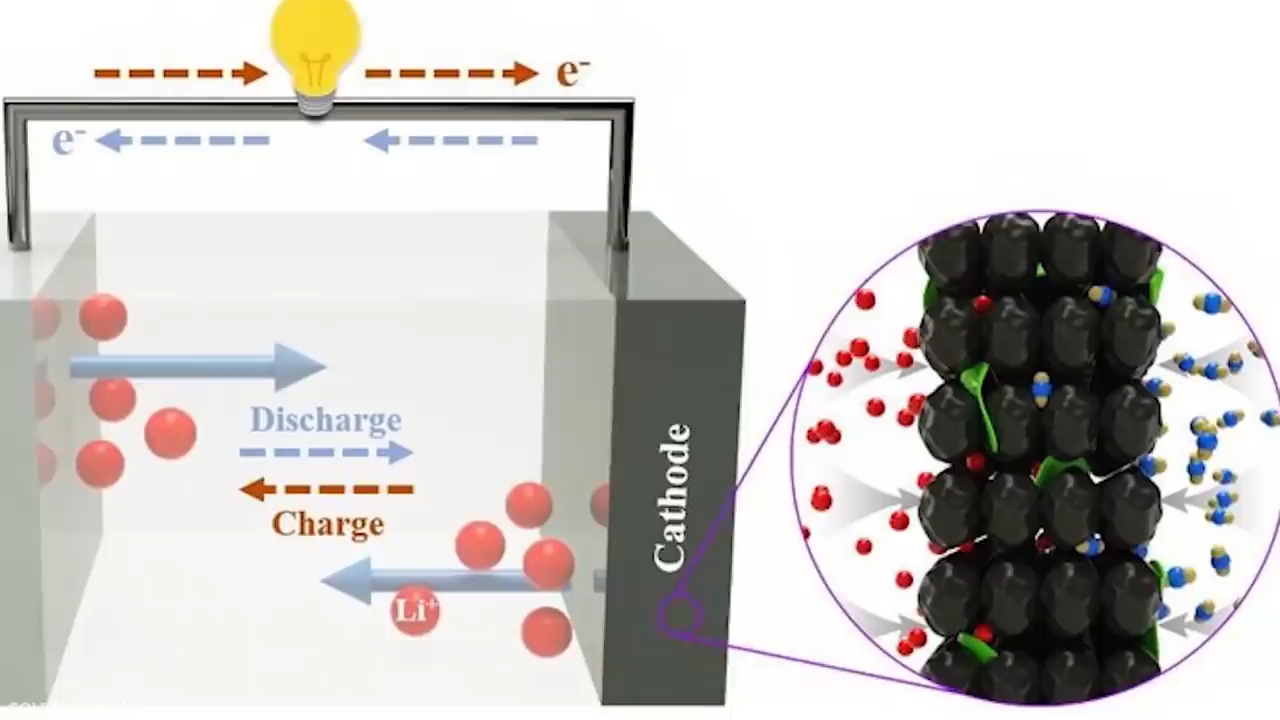 e⁻
e⁻
Discharge
Charge
Li⁺
Cathode